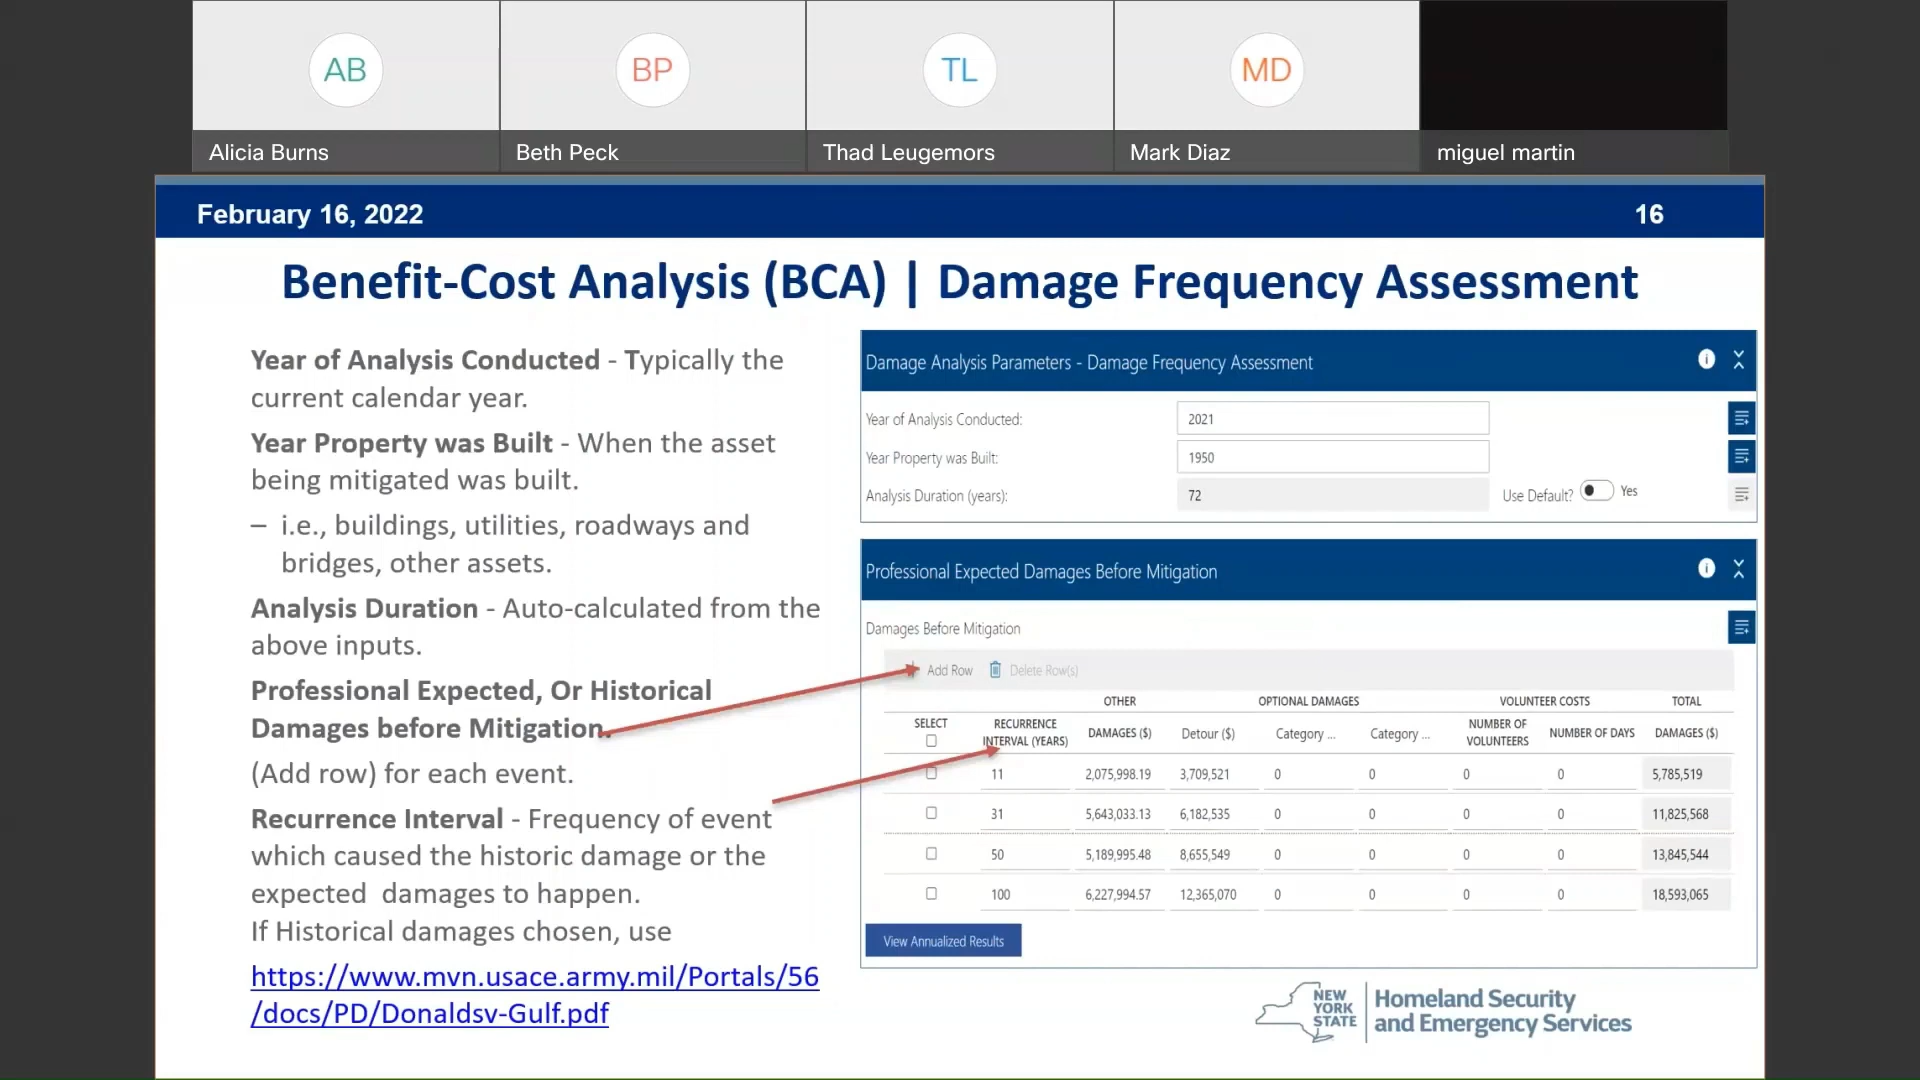 AB
BP
TL
MD
Alicia Burns
Beth Peck
Thad Leugemors
Mark Diaz
miguel martin
February 16, 2022
16
Benefit-Cost Analysis (BCA) | Damage Frequency Assessment
Year of Analysis Conducted - Typically the
current calendar year.
Year Property was Built - When the asset
being mitigated was built.
– i.e., buildings, utilities, roadways and
bridges, other assets.
Analysis Duration - Auto-calculated from the
above inputs.
Professional Expected, Or Historical
Damages before Mitigation.
(Add row) for each event.
Recurrence Interval - Frequency of event
which caused the historic damage or the
expected damages to happen.
If Historical damages chosen, use
https://www.mvn.usace.army.mil/Portals/56
/docs/PD/Donaldsv-Gulf.pdf
Damage Analysis Parameters - Damage Frequency Assessment
Year of Analysis Conducted: 2021
Year Property was Built: 1950
Analysis Duration (years): 72 Use Default? Yes
Professional Expected Damages Before Mitigation
Damages Before Mitigation
Add Row Delete Row(s)
OTHER OPTIONAL DAMAGES VOLUNTEER COSTS TOTAL
SELECT RECURRENCE INTERVAL (YEARS) DAMAGES ($) Detour ($) Category ... Category ... NUMBER OF VOLUNTEERS NUMBER OF DAYS DAMAGES ($)
11 2,075,998.19 3,709,521 0 0 0 0 5,785,519
31 5,643,033.13 6,182,535 0 0 0 0 11,825,568
50 5,189,995.48 8,655,549 0 0 0 0 13,845,544
100 6,227,994.57 12,365,070 0 0 0 0 18,593,065
View Annualized Results
NEW
YORK
STATE
Homeland Security
and Emergency Services